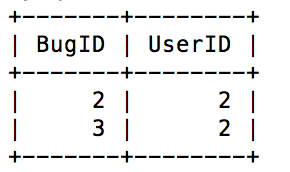 +-------+--------+
| BugID | UserID |
+-------+--------+
|     2 |      2 |
|     3 |      2 |
+-------+--------+